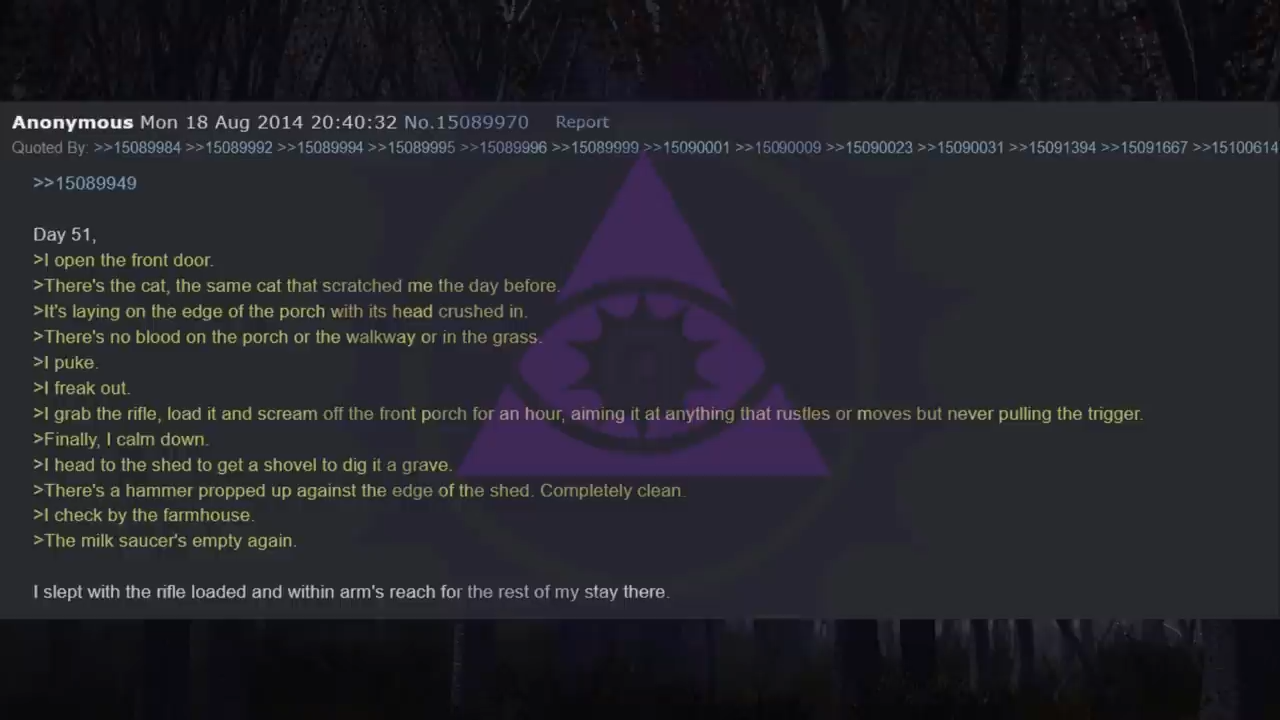 Anonymous Mon 18 Aug 2014 20:40:32 No.15089970 Report
Quoted By: >>15089984 >>15089992 >>15089994 >>15089995 >>15089996 >>15089999 >>15090001 >>15090009 >>15090023 >>15090031 >>15091394 >>15091667 >>15100614
>>15089949
Day 51,
>I open the front door.
>There's the cat, the same cat that scratched me the day before.
>It's laying on the edge of the porch with its head crushed in.
>There's no blood on the porch or the walkway or in the grass.
>I puke.
>I freak out.
>I grab the rifle, load it and scream off the front porch for an hour, aiming it at anything that rustles or moves but never pulling the trigger.
>Finally, I calm down.
>I head to the shed to get a shovel to dig it a grave.
>There's a hammer propped up against the edge of the shed. Completely clean.
>I check by the farmhouse.
>The milk saucer's empty again.
I slept with the rifle loaded and within arm's reach for the rest of my stay there.